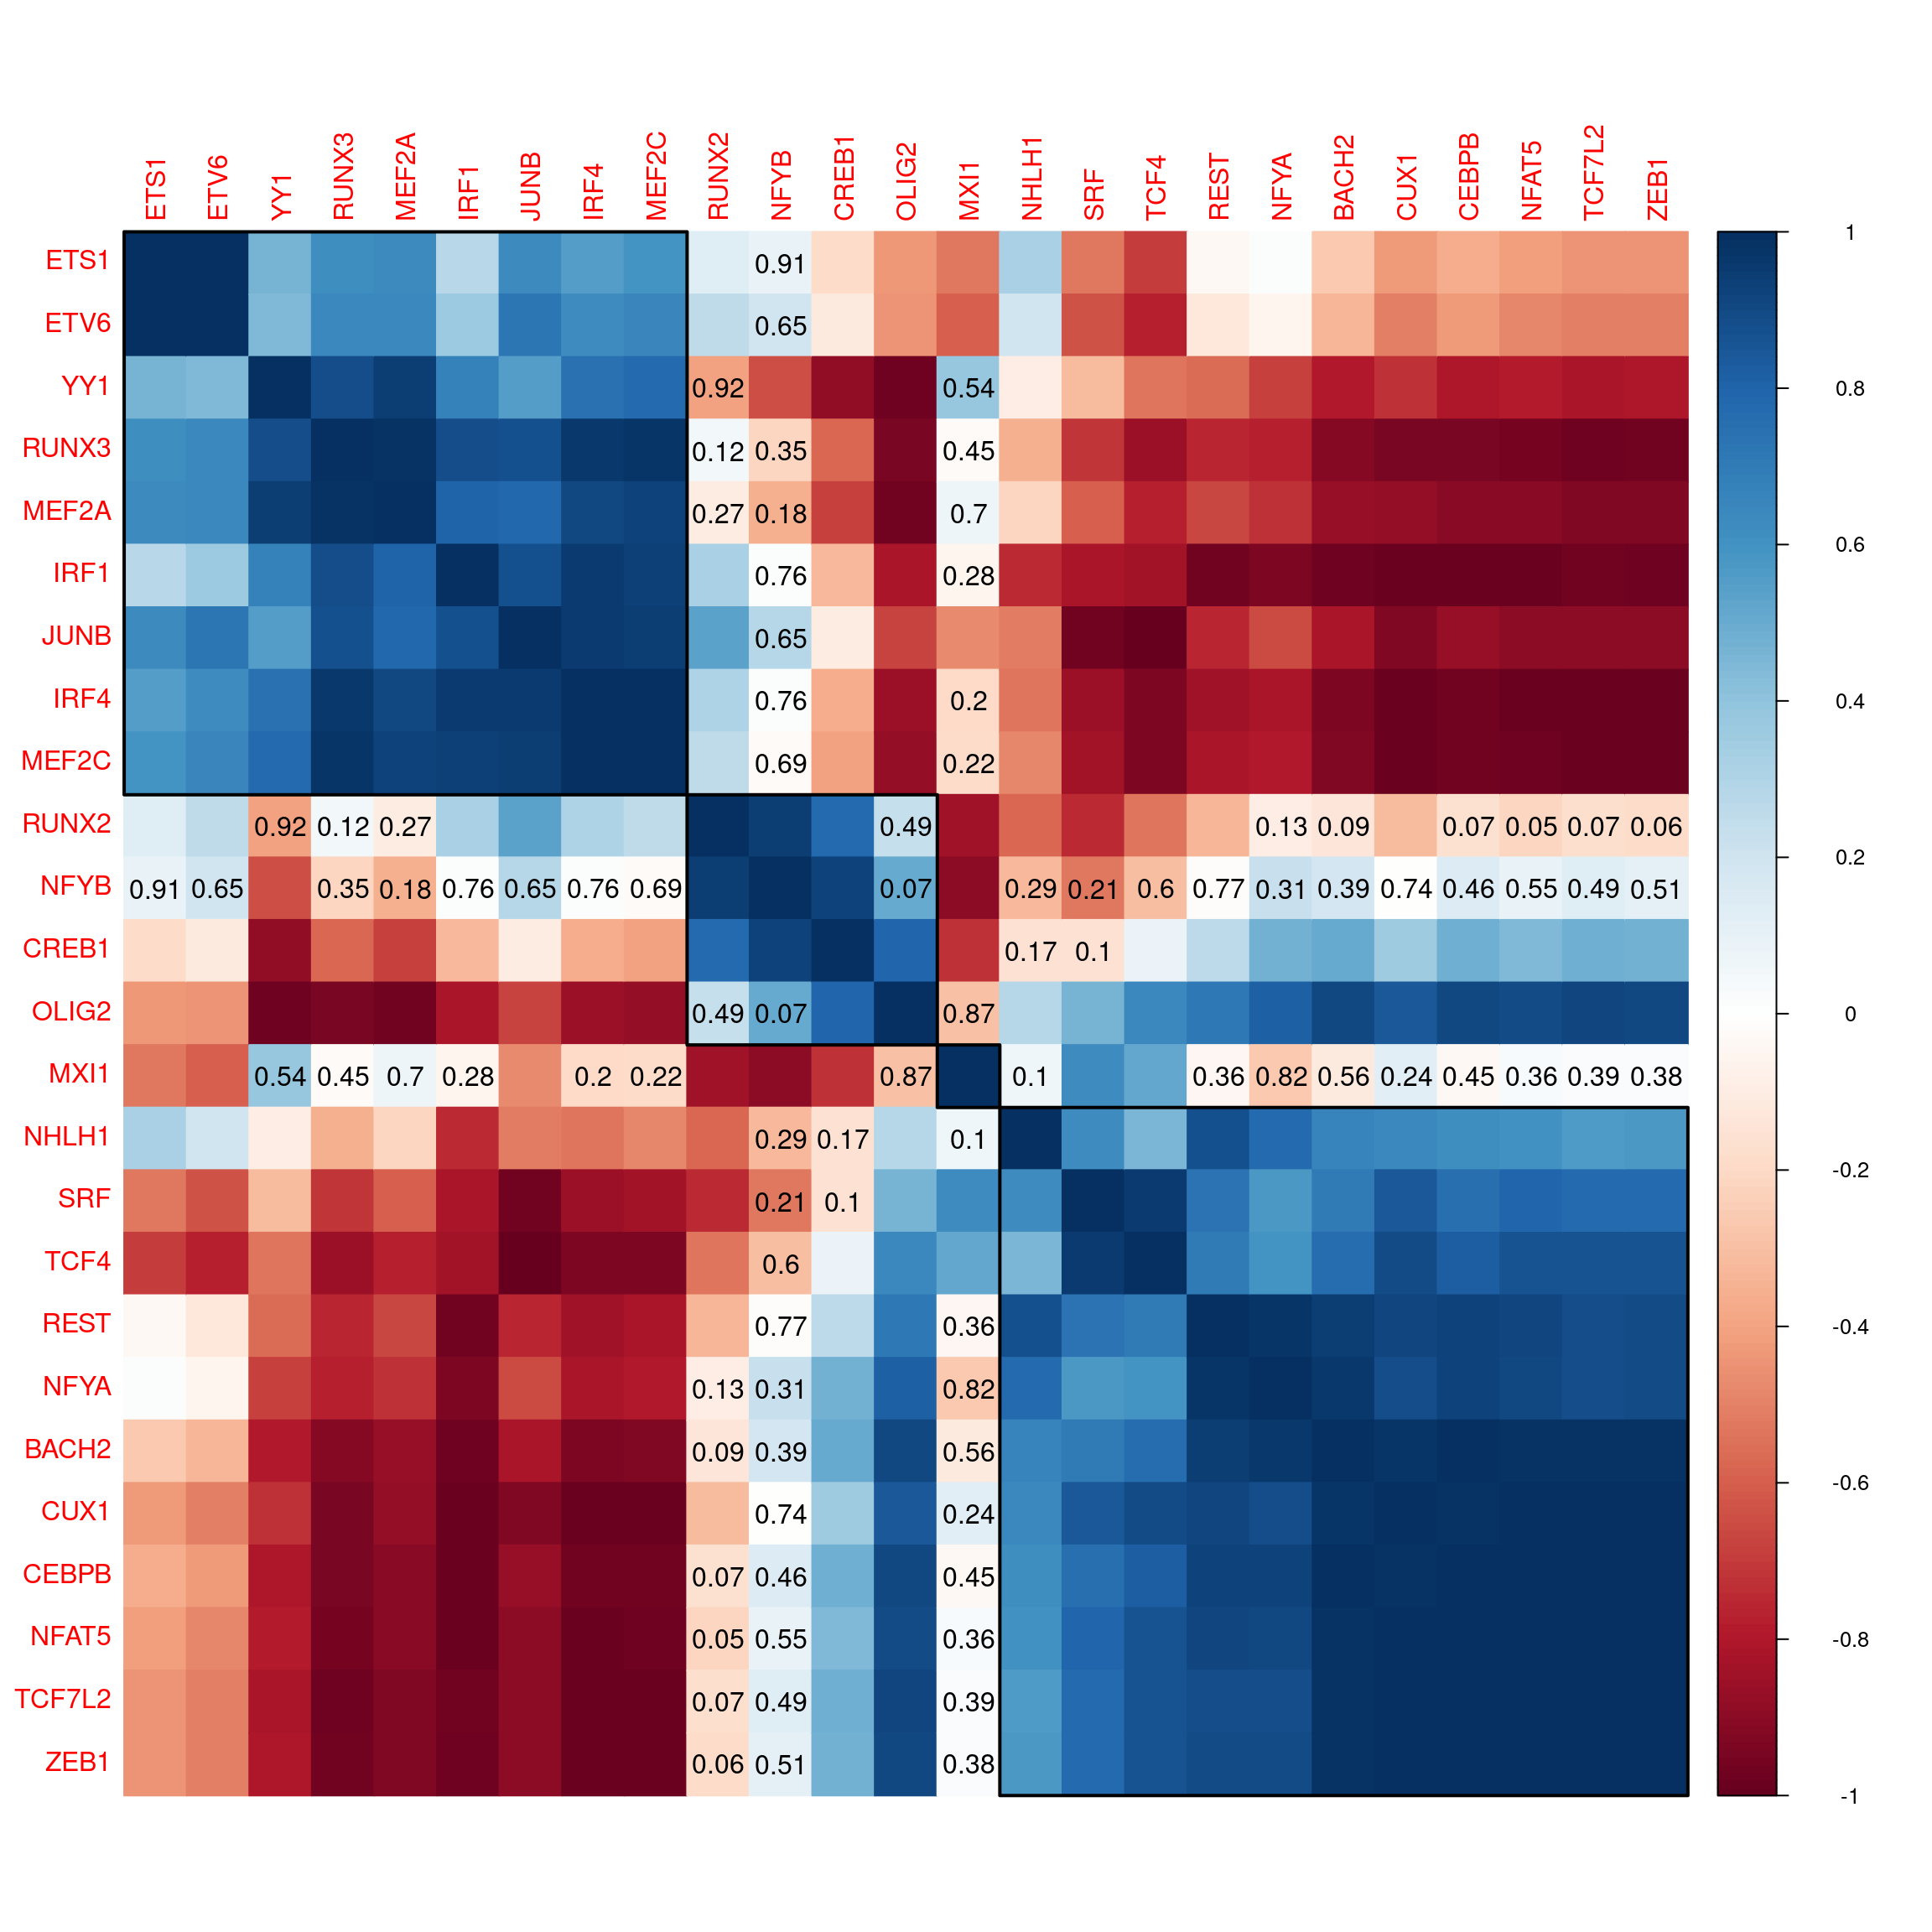 ETS1 ETV6 YY1 RUNX3 MEF2A IRF1 JUNB IRF4 MEF2C RUNX2 NFYB CREB1 OLIG2 MXI1 NHLH1 SRF TCF4 REST NFYA BACH2 CUX1 CEBPB NFAT5 TCF7L2 ZEB1
1
ETS1 0.91
ETV6 0.65
YY1 0.92 0.54
0.8
RUNX3 0.12 0.35 0.45
MEF2A 0.27 0.18 0.7
0.6
IRF1 0.76 0.28
JUNB 0.65
IRF4 0.76 0.2
0.4
MEF2C 0.69 0.22
RUNX2 0.92 0.12 0.27 0.49 0.13 0.09 0.07 0.05 0.07 0.06
0.2
NFYB 0.91 0.65 0.35 0.18 0.76 0.65 0.76 0.69 0.07 0.29 0.21 0.6 0.77 0.31 0.39 0.74 0.46 0.55 0.49 0.51
CREB1 0.17 0.1
OLIG2 0.49 0.07 0.87
0
MXI1 0.54 0.45 0.7 0.28 0.2 0.22 0.87 0.1 0.36 0.82 0.56 0.24 0.45 0.36 0.39 0.38
NHLH1 0.29 0.17 0.1
-0.2
SRF 0.21 0.1
TCF4 0.6
REST 0.77 0.36
-0.4
NFYA 0.13 0.31 0.82
BACH2 0.09 0.39 0.56
-0.6
CUX1 0.74 0.24
CEBPB 0.07 0.46 0.45
NFAT5 0.05 0.55 0.36
-0.8
TCF7L2 0.07 0.49 0.39
ZEB1 0.06 0.51 0.38
-1